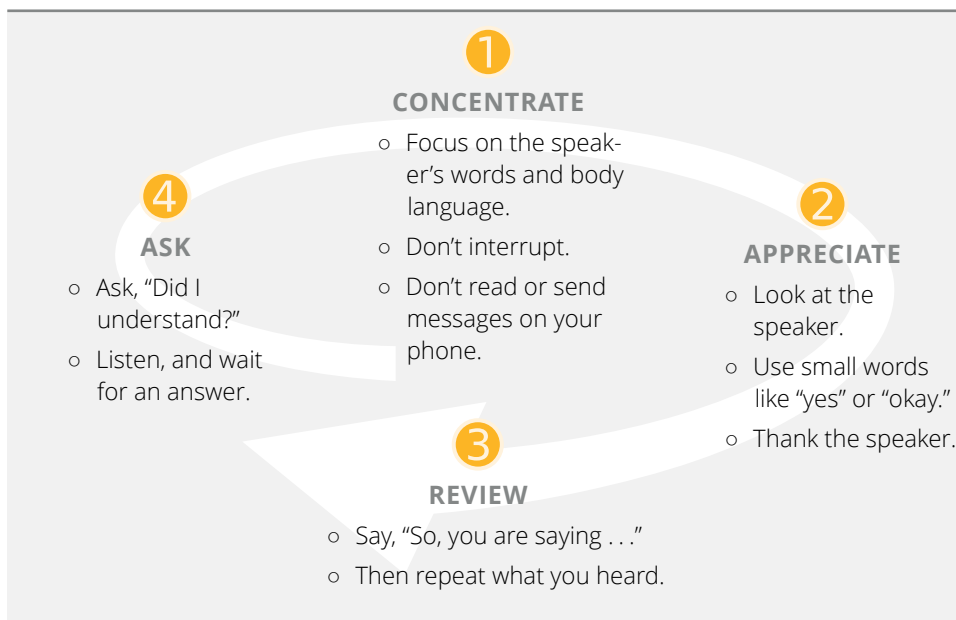 1
CONCENTRATE
○ Focus on the speak-
er’s words and body
language.
○ Don’t interrupt.
○ Don’t read or send
messages on your
phone.
2
APPRECIATE
○ Look at the
speaker.
○ Use small words
like “yes” or “okay.”
○ Thank the speaker.
3
REVIEW
○ Say, “So, you are saying . . .”
○ Then repeat what you heard.
4
ASK
○ Ask, “Did I
understand?”
○ Listen, and wait
for an answer.